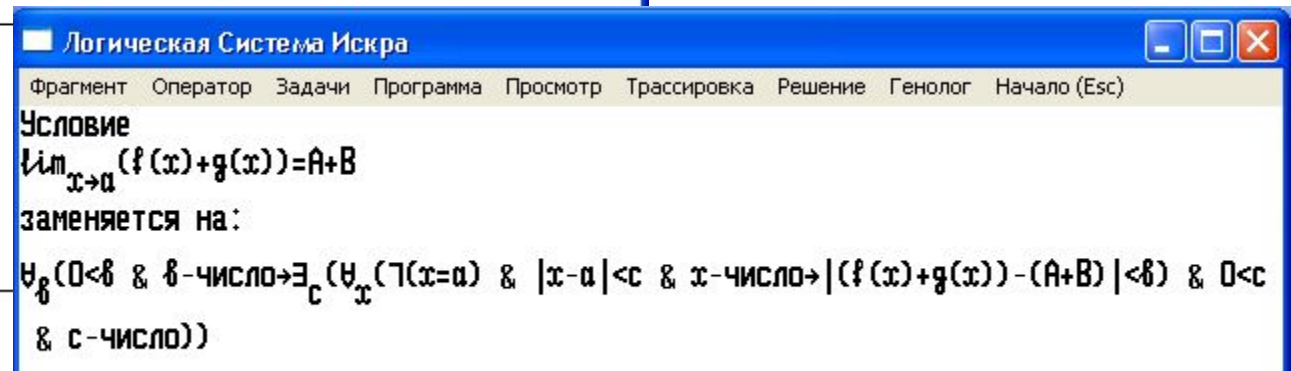 Логическая Система Искра
Фрагмент Оператор Задачи Программа Просмотр Трассировка Решение Генолог Начало (Esc)
Условие
lim_{x→a}(f(x)+g(x))=A+B
заменяется на:
∀_b(0<b & b-число→∃_c(∀_x(¬(x=a) & |x-a|<c & x-число→|(f(x)+g(x))-(A+B)|<b) & 0<c
& c-число))